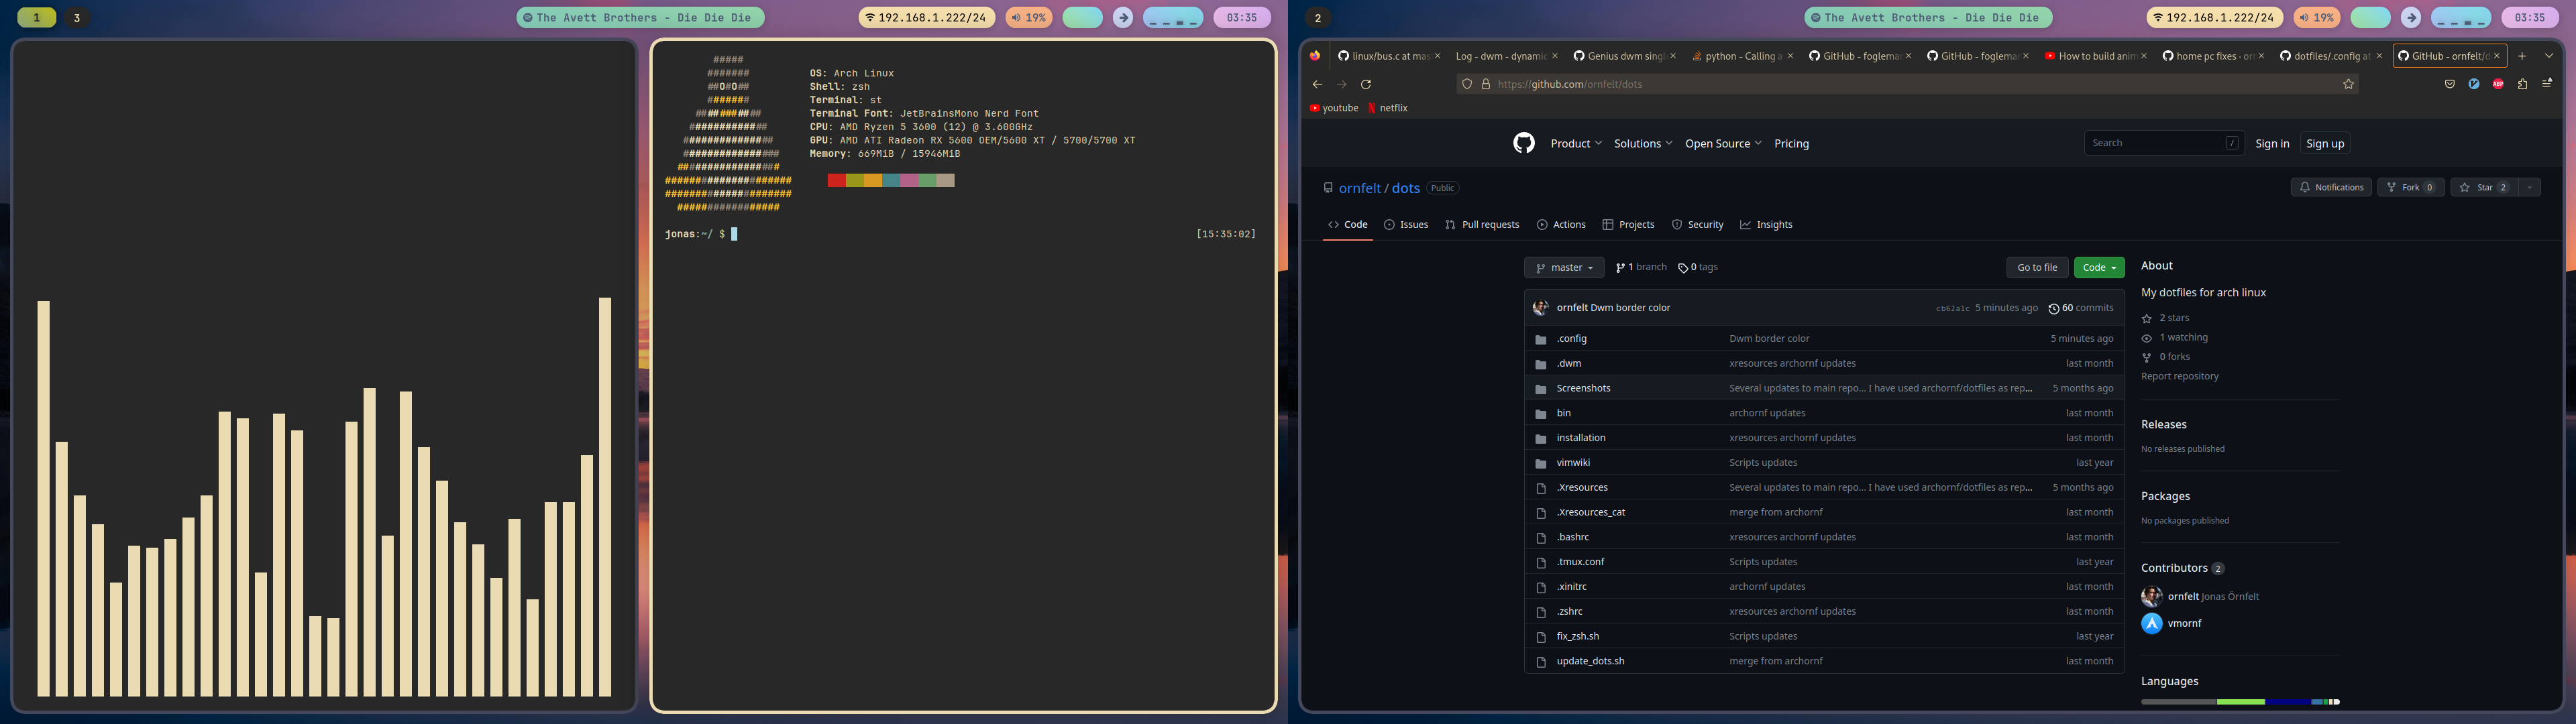 1 3 The Avett Brothers - Die Die Die 192.168.1.222/24 19% 03:35
#####
####### OS: Arch Linux
##O#O## Shell: zsh
####### Terminal: st
########### Terminal Font: JetBrainsMono Nerd Font
############# CPU: AMD Ryzen 5 3600 (12) @ 3.600GHz
############### GPU: AMD ATI Radeon RX 5600 OEM/5600 XT / 5700/5700 XT
################ Memory: 669MiB / 15946MiB
#################
#####################
#####################
#################
jonas:~/ $ [15:35:02]
2 The Avett Brothers - Die Die Die 192.168.1.222/24 19% 03:35
linux/bus.c at mas Log - dwm - dynamic Genius dwm sing python - Calling a GitHub - foglema GitHub - foglema How to build anim home pc fixes · or dotfiles/.config at GitHub - ornfelt/d
https://github.com/ornfelt/dots
youtube netflix
Product Solutions Open Source Pricing Search / Sign in Sign up
ornfelt / dots Public Notifications Fork 0 Star 2
Code Issues Pull requests Actions Projects Security Insights
master 1 branch 0 tags Go to file Code
ornfelt Dwm border color cb62a1c 5 minutes ago 60 commits
.config Dwm border color 5 minutes ago
.dwm xresources archornf updates last month
Screenshots Several updates to main repo... I have used archornf/dotfiles as rep... 5 months ago
bin archornf updates last month
installation xresources archornf updates last month
vimwiki Scripts updates last year
.Xresources Several updates to main repo... I have used archornf/dotfiles as rep... 5 months ago
.Xresources_cat merge from archornf last month
.bashrc xresources archornf updates last month
.tmux.conf Scripts updates last year
.xinitrc archornf updates last month
.zshrc xresources archornf updates last month
fix_zsh.sh Scripts updates last year
update_dots.sh merge from archornf last month
About
My dotfiles for arch linux
2 stars
1 watching
0 forks
Report repository
Releases
No releases published
Packages
No packages published
Contributors 2
ornfelt Jonas Örnfelt
vmornf
Languages